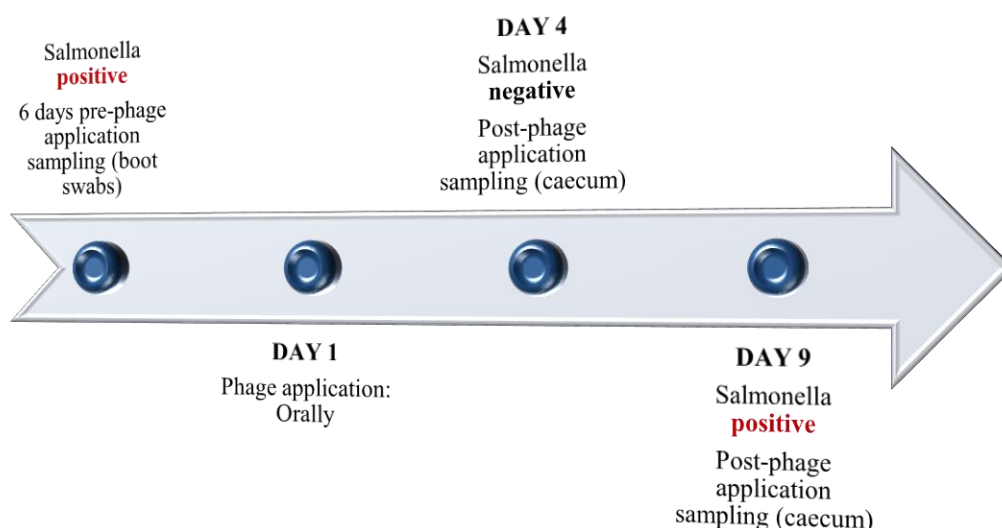 Salmonella
positive
6 days pre-phage
application
sampling (boot
swabs)
DAY 1
Phage application:
Orally
DAY 4
Salmonella
negative
Post-phage
application
sampling (caecum)
DAY 9
Salmonella
positive
Post-phage
application
sampling (caecum)